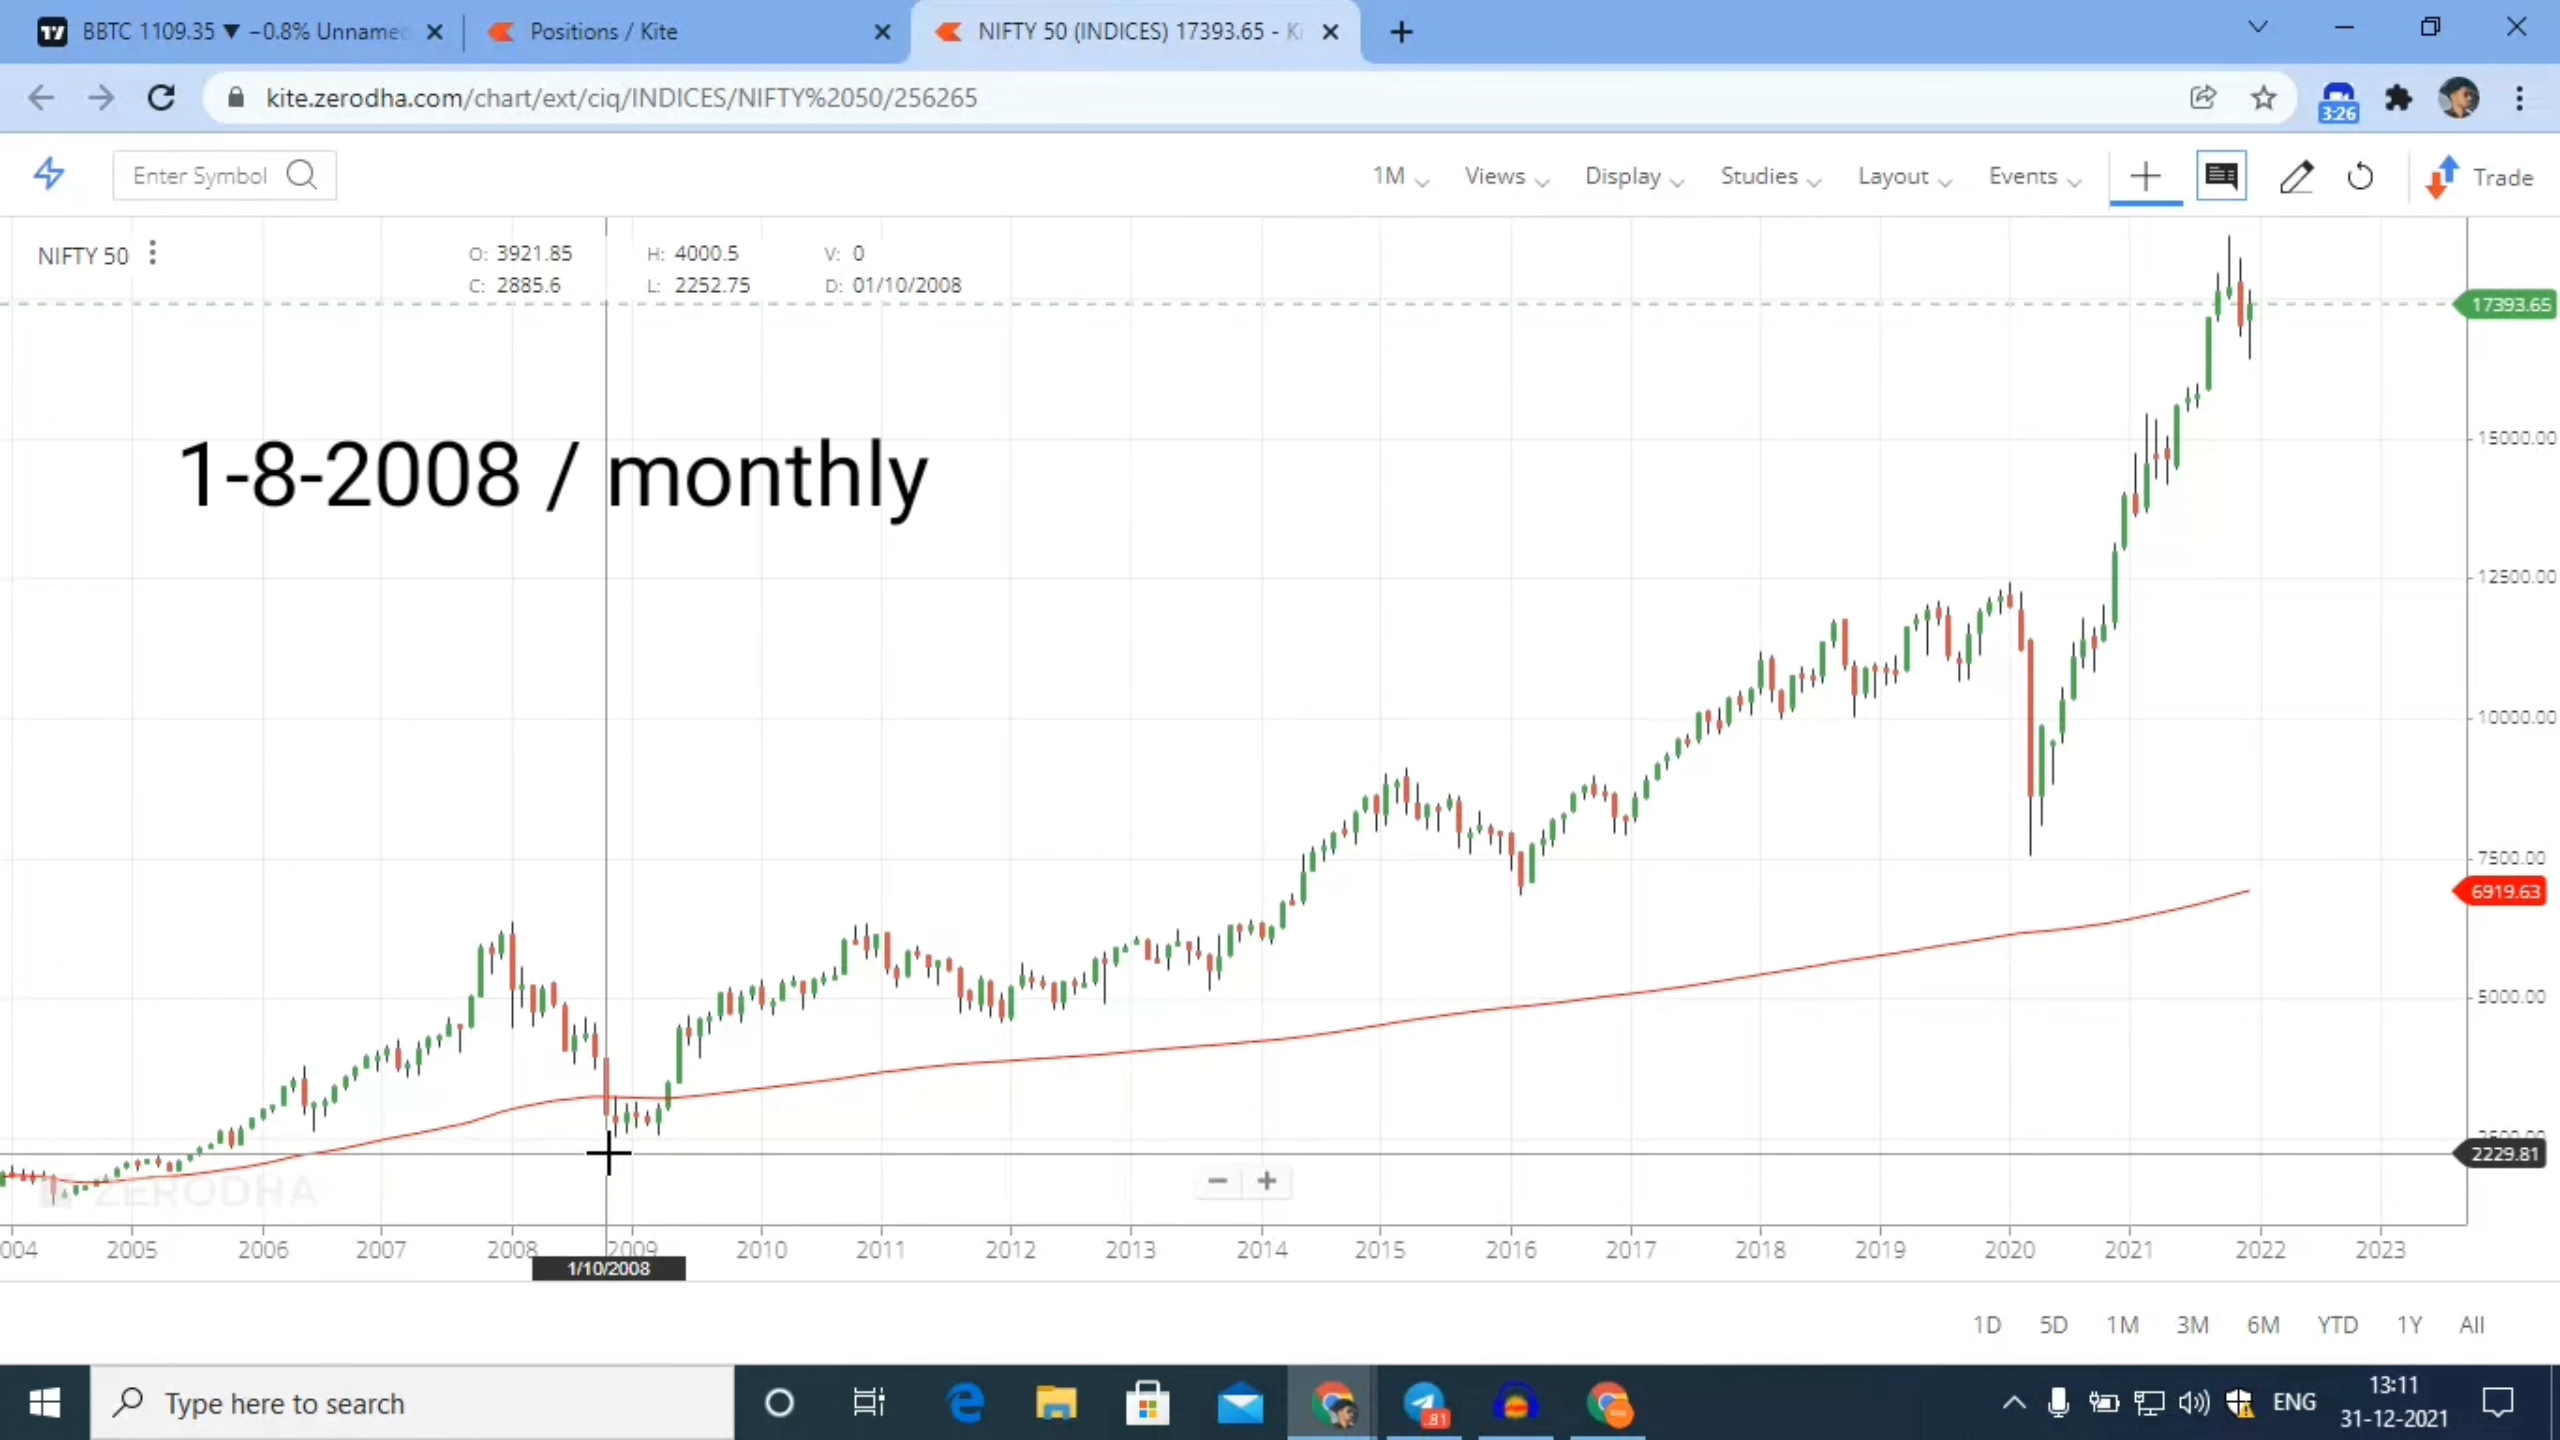 BBTC 1109.35 ▼ −0.8% Unname
Positions / Kite
NIFTY 50 (INDICES) 17393.65 - Ki
kite.zerodha.com/chart/ext/ciq/INDICES/NIFTY%2050/256265
3:26
Enter Symbol
1M
Views
Display
Studies
Layout
Events
Trade
NIFTY 50
O: 3921.85 H: 4000.5 V: 0
C: 2885.6 L: 2252.75 D: 01/10/2008
17393.65
1-8-2008 / monthly
15000.00
12500.00
10000.00
7500.00
6919.63
5000.00
2229.81
ZERODHA
004 2005 2006 2007 2008 2009 2010 2011 2012 2013 2014 2015 2016 2017 2018 2019 2020 2021 2022 2023
1/10/2008
1D 5D 1M 3M 6M YTD 1Y All
Type here to search
81
ENG
13:11
31-12-2021